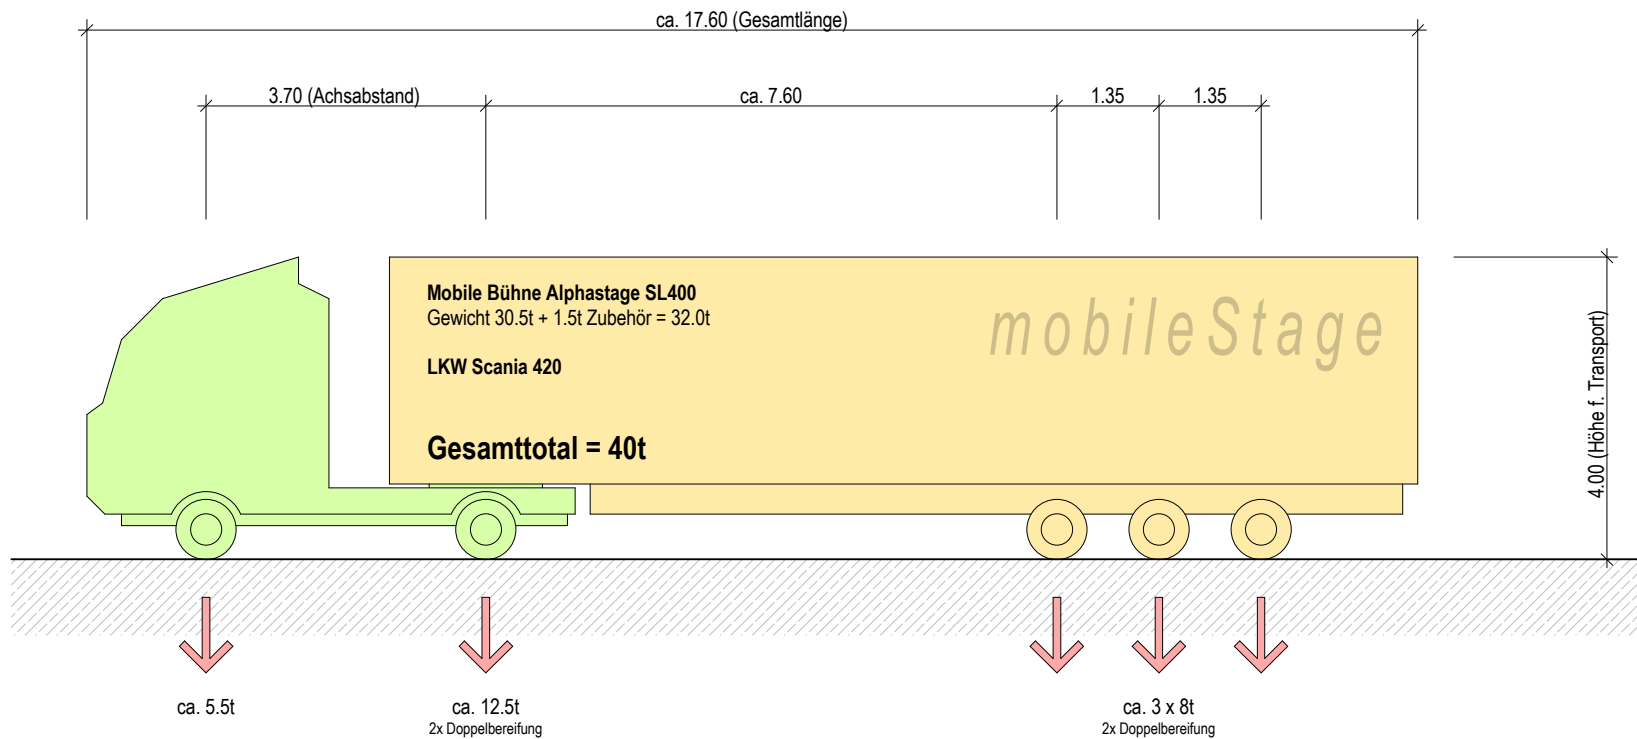 ca. 17.60 (Gesamtlänge)
3.70 (Achsabstand)
ca. 7.60
1.35
1.35
Mobile Bühne Alphastage SL400
Gewicht 30.5t + 1.5t Zubehör = 32.0t
LKW Scania 420
Gesamttotal = 40t
mobileStage
4.00 (Höhe f. Transport)
ca. 5.5t
ca. 12.5t
2x Doppelbereifung
ca. 3 x 8t
2x Doppelbereifung